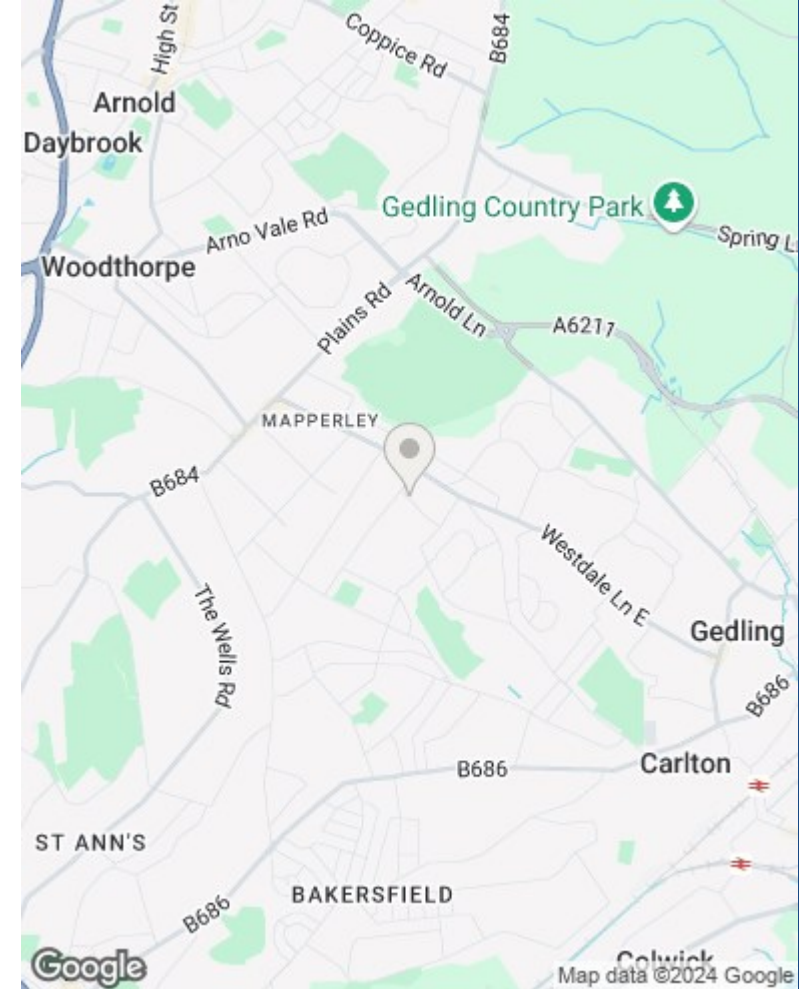 High St
Coppice Rd
B684
Arnold
Daybrook
Gedling Country Park
Arno Vale Rd
Spring L
Woodthorpe
Arnold Ln
Plains Rd
A6211
MAPPERLEY
B684
Westdale Ln E
The Wells Rd
Gedling
B686
Carlton
B686
ST ANN'S
BAKERSFIELD
B686
Colwick
Google
Map data ©2024 Google